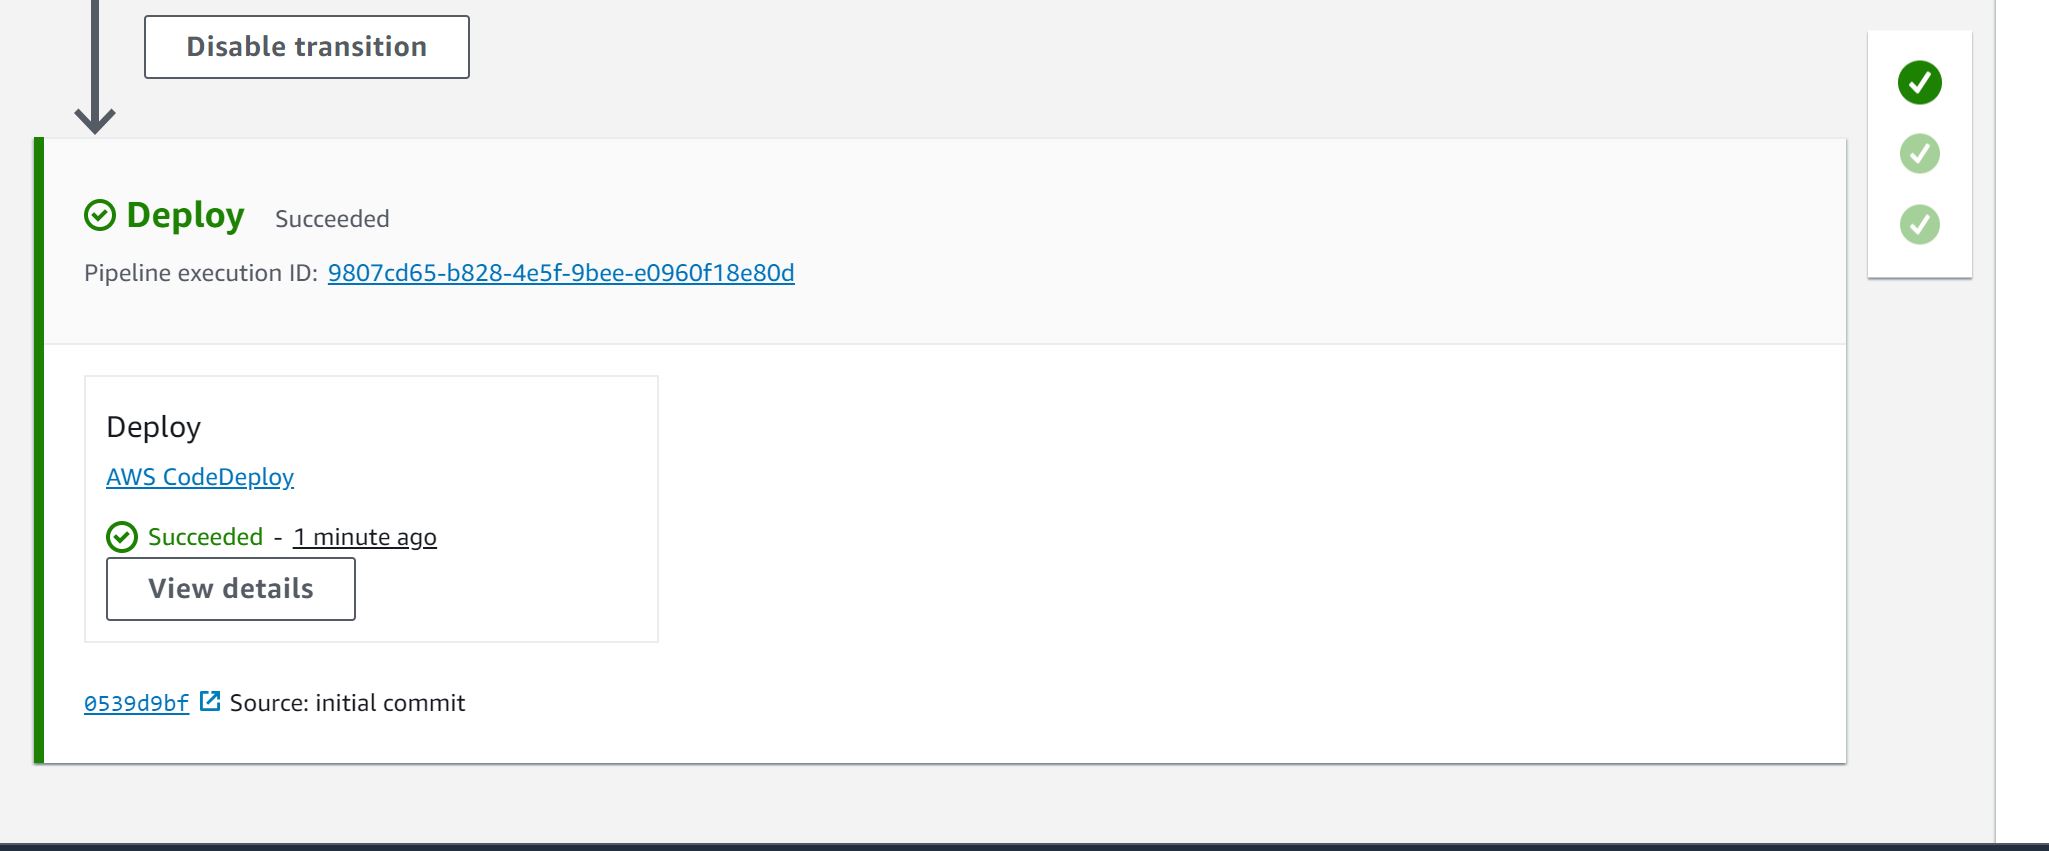 Disable transition
Deploy Succeeded
Pipeline execution ID: 9807cd65-b828-4e5f-9bee-e0960f18e80d
Deploy
AWS CodeDeploy
Succeeded - 1 minute ago
View details
0539d9bf Source: initial commit